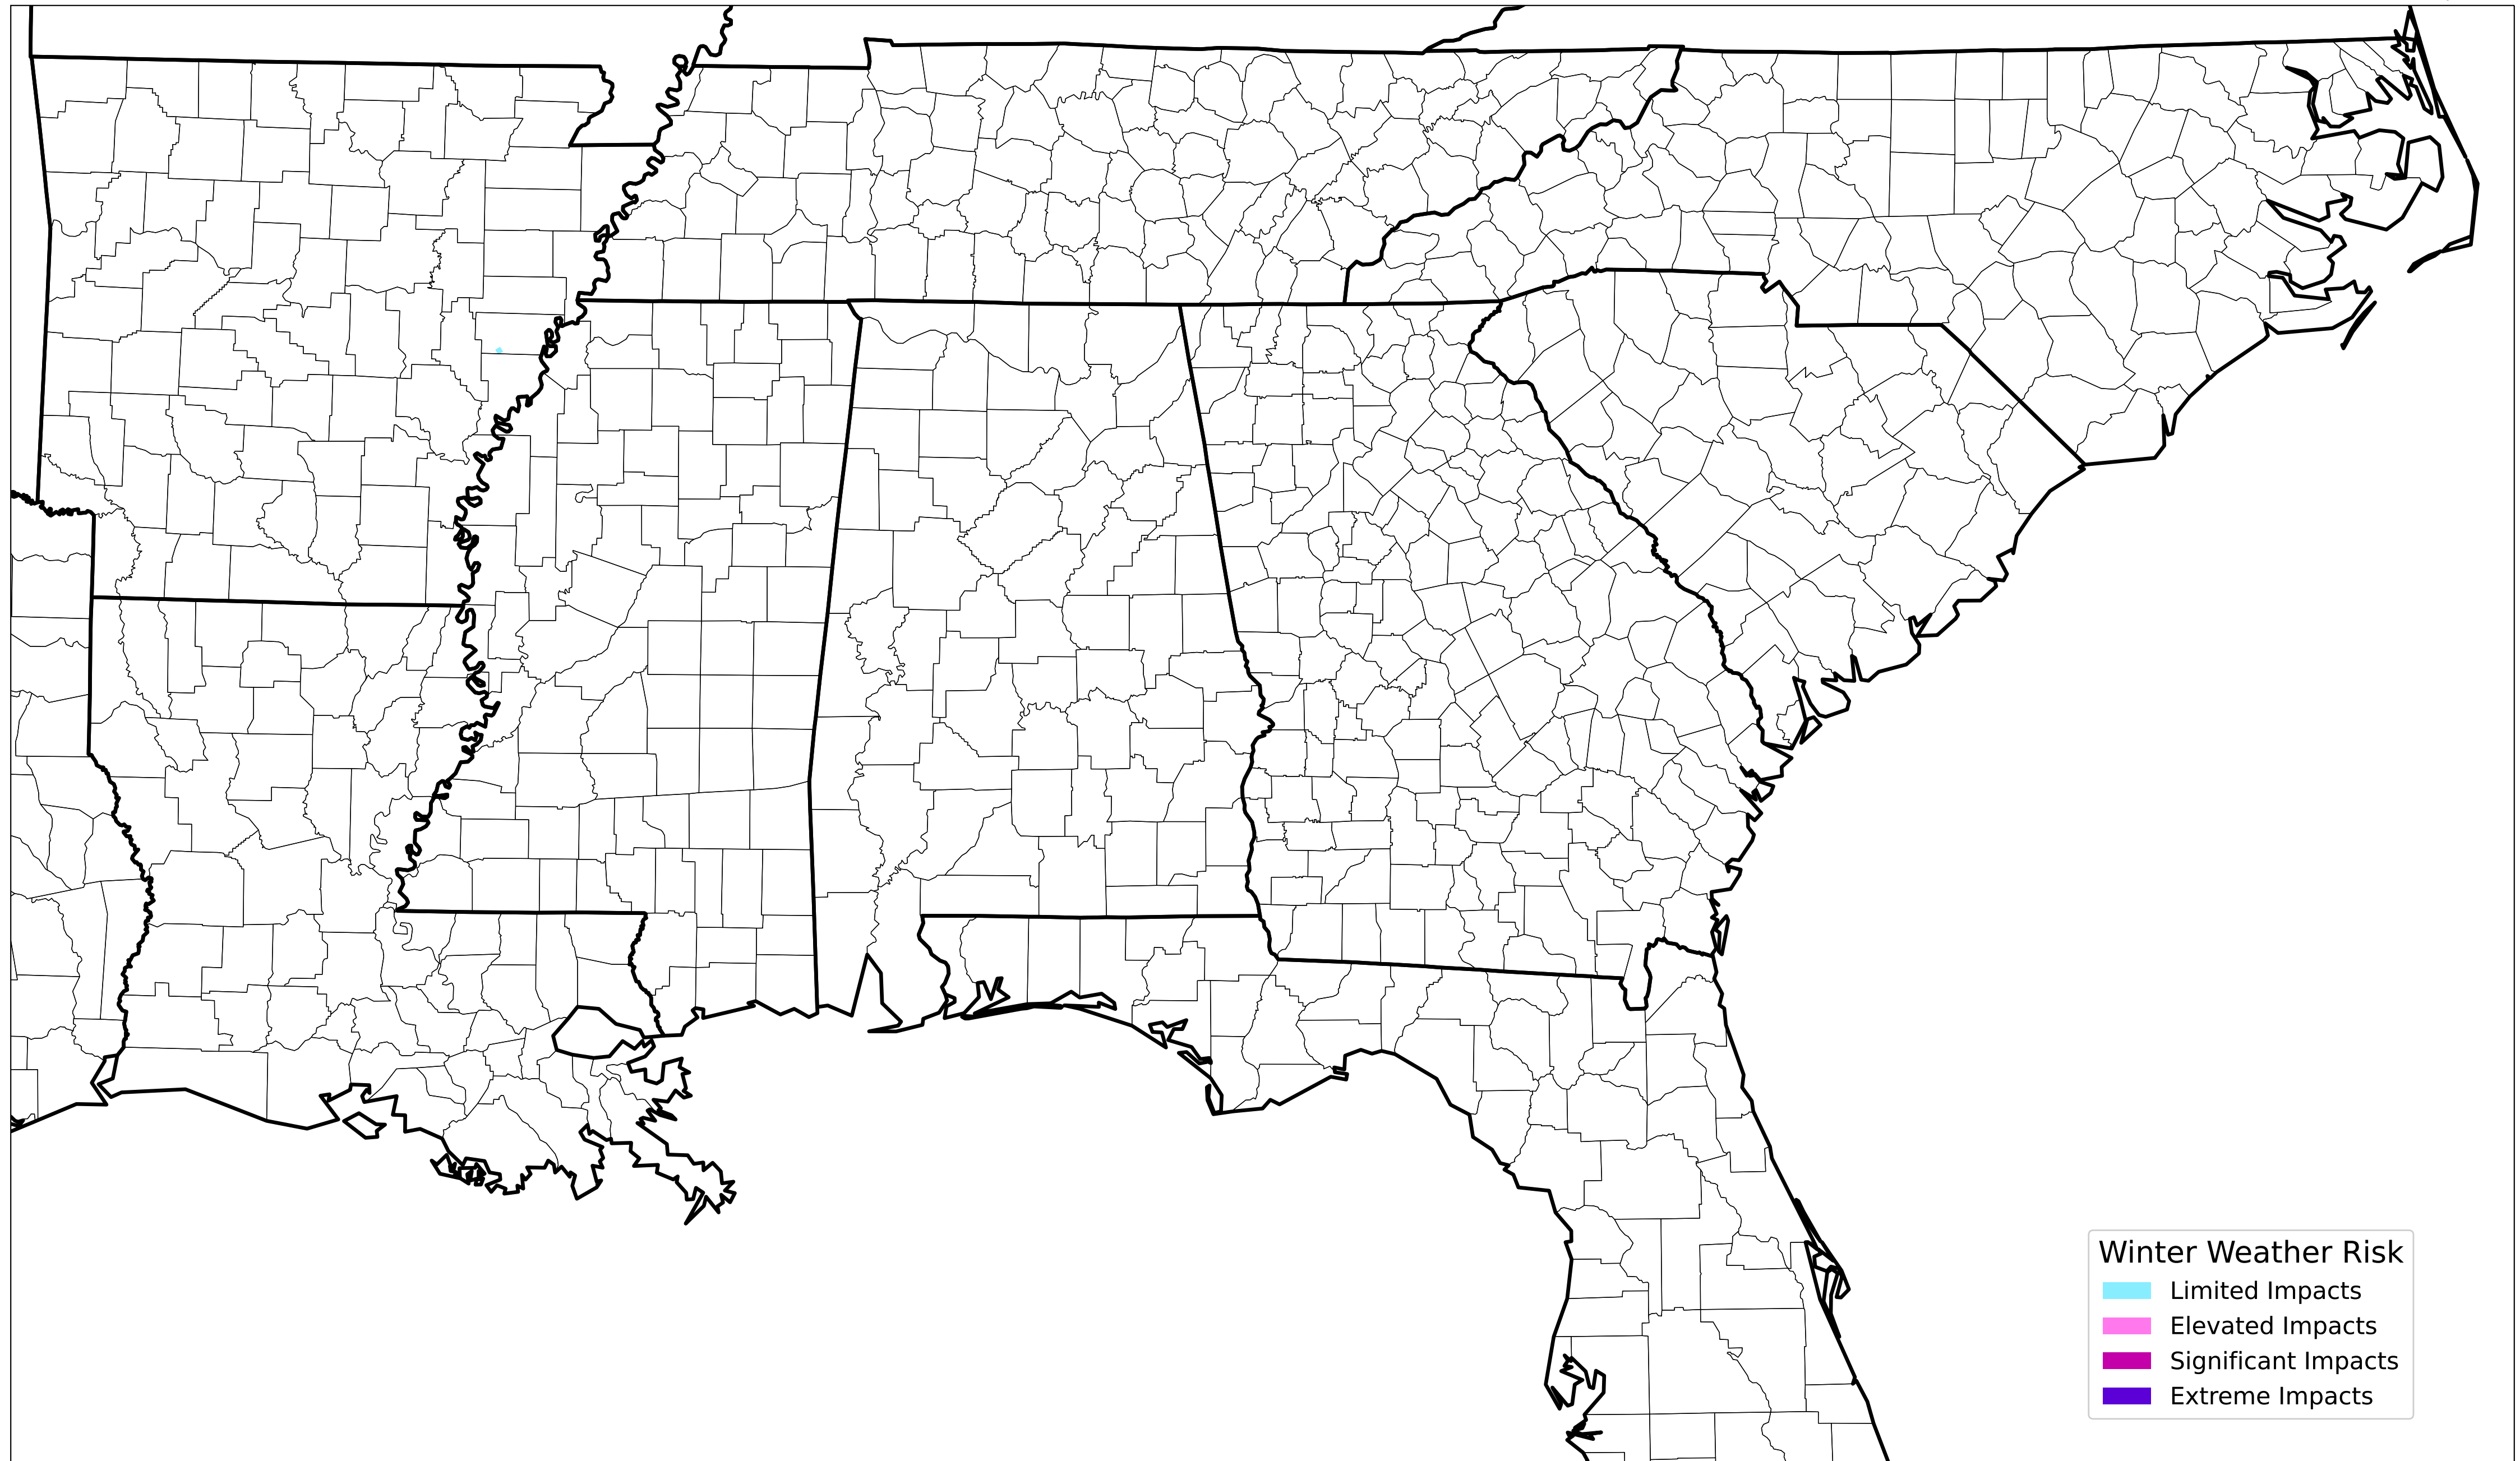 Winter Weather Risk
Limited Impacts
Elevated Impacts
Significant Impacts
Extreme Impacts